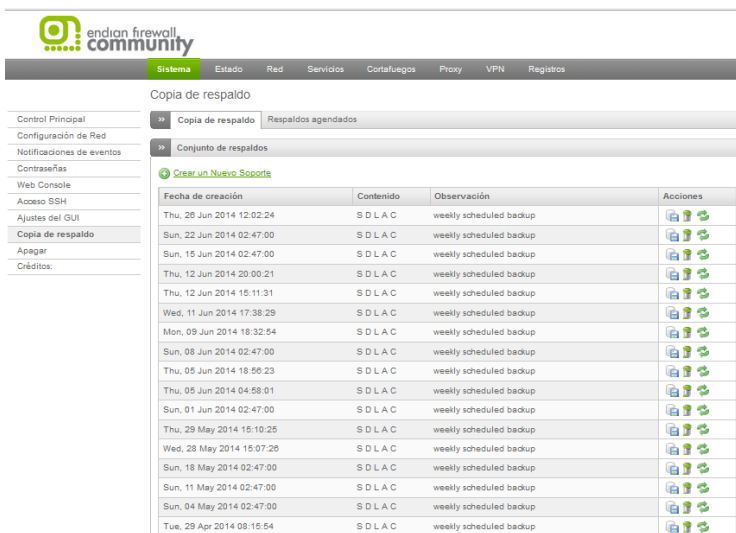 endian firewall
community
Sistema Estado Red Servicios Cortafuegos Proxy VPN Registros
Copia de respaldo
Control Principal
Configuración de Red
Notificaciones de eventos
Contraseñas
Web Console
Acceso SSH
Ajustes del GUI
Copia de respaldo
Apagar
Créditos:
» Copia de respaldo Respaldos agendados
» Conjunto de respaldos
Crear un Nuevo Soporte
Fecha de creación Contenido Observación Acciones
Thu, 26 Jun 2014 12:02:24 S D L A C weekly scheduled backup
Sun, 22 Jun 2014 02:47:00 S D L A C weekly scheduled backup
Sun, 15 Jun 2014 02:47:00 S D L A C weekly scheduled backup
Thu, 12 Jun 2014 20:00:21 S D L A C weekly scheduled backup
Thu, 12 Jun 2014 15:11:31 S D L A C weekly scheduled backup
Wed, 11 Jun 2014 17:38:29 S D L A C weekly scheduled backup
Mon, 09 Jun 2014 18:32:54 S D L A C weekly scheduled backup
Sun, 08 Jun 2014 02:47:00 S D L A C weekly scheduled backup
Thu, 05 Jun 2014 18:56:23 S D L A C weekly scheduled backup
Thu, 05 Jun 2014 04:58:01 S D L A C weekly scheduled backup
Sun, 01 Jun 2014 02:47:00 S D L A C weekly scheduled backup
Thu, 29 May 2014 15:10:25 S D L A C weekly scheduled backup
Wed, 28 May 2014 15:07:26 S D L A C weekly scheduled backup
Sun, 18 May 2014 02:47:00 S D L A C weekly scheduled backup
Sun, 11 May 2014 02:47:00 S D L A C weekly scheduled backup
Sun, 04 May 2014 02:47:00 S D L A C weekly scheduled backup
Tue, 29 Apr 2014 08:15:54 S D L A C weekly scheduled backup